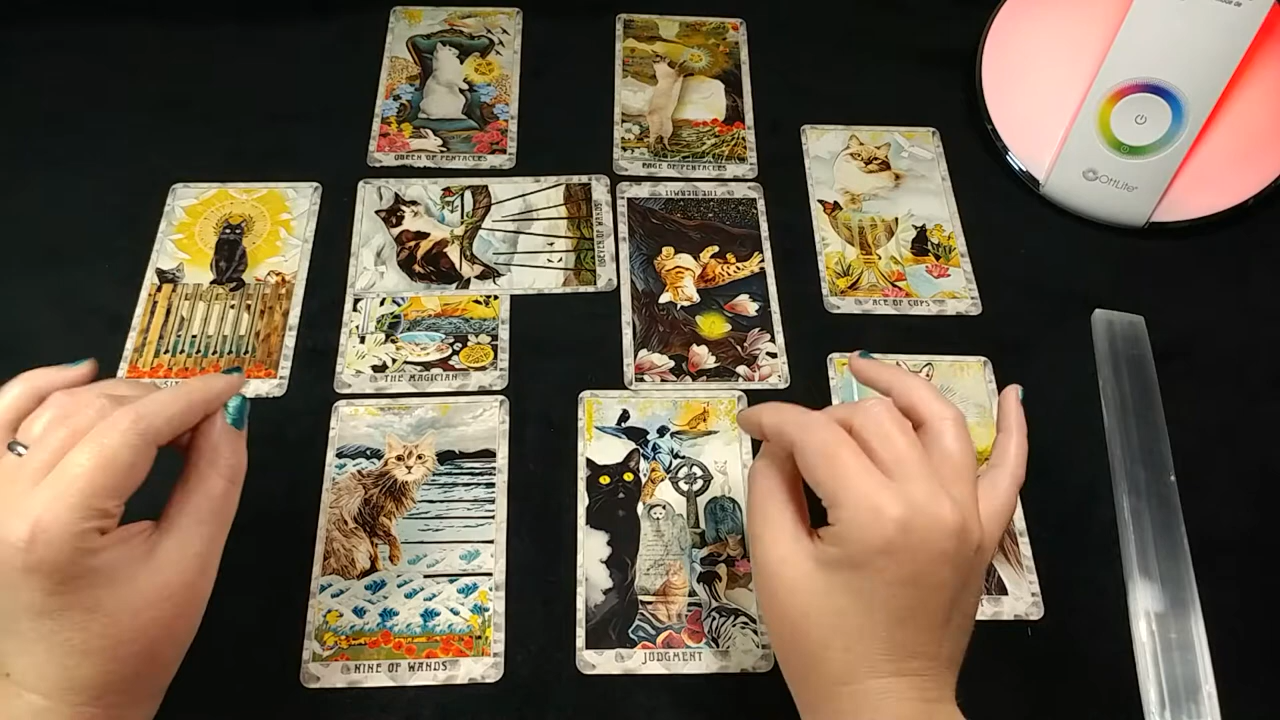 QUEEN OF PENTACLES
PAGE OF PENTACLES
THE HERMIT
SEVEN OF WANDS
ACE OF CUPS
THE MAGICIAN
OttLite®
NINE OF WANDS
JUDGMENT